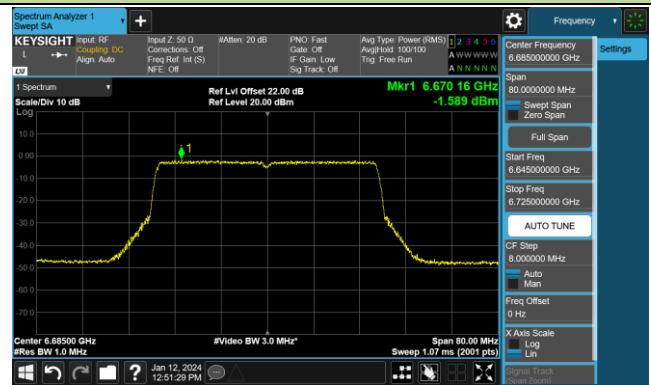 Spectrum Analyzer 1
Swept SA
Frequency
KEYSIGHT
L
LXI
Input: RF
Coupling: DC
Align: Auto
Input Z: 50 Ω
Corrections: Off
Freq Ref: Int (S)
NFE: Off
#Atten: 20 dB
PNO: Fast
Gate: Off
IF Gain: Low
Sig Track: Off
Avg Type: Power (RMS)
Avg|Hold: 100/100
Trig: Free Run
1 2 3 4 5 6
A W W W W W
A N N N N N
1 Spectrum
Scale/Div 10 dB
Log
Ref Lvl Offset 22.00 dB
Ref Level 20.00 dBm
Mkr1 6.670 16 GHz
-1.589 dBm
10.0
0.00
-10.0
-20.0
-30.0
-40.0
-50.0
-60.0
-70.0
1
Center 6.68500 GHz
#Res BW 1.0 MHz
#Video BW 3.0 MHz*
Span 80.00 MHz
Sweep 1.07 ms (2001 pts)
Jan 12, 2024
12:51:29 PM
Center Frequency
6.685000000 GHz
Span
80.0000000 MHz
Swept Span
Zero Span
Full Span
Start Freq
6.645000000 GHz
Stop Freq
6.725000000 GHz
AUTO TUNE
CF Step
8.000000 MHz
Auto
Man
Freq Offset
0 Hz
X Axis Scale
Log
Lin
Signal Track
(Span Zoom)
Settings